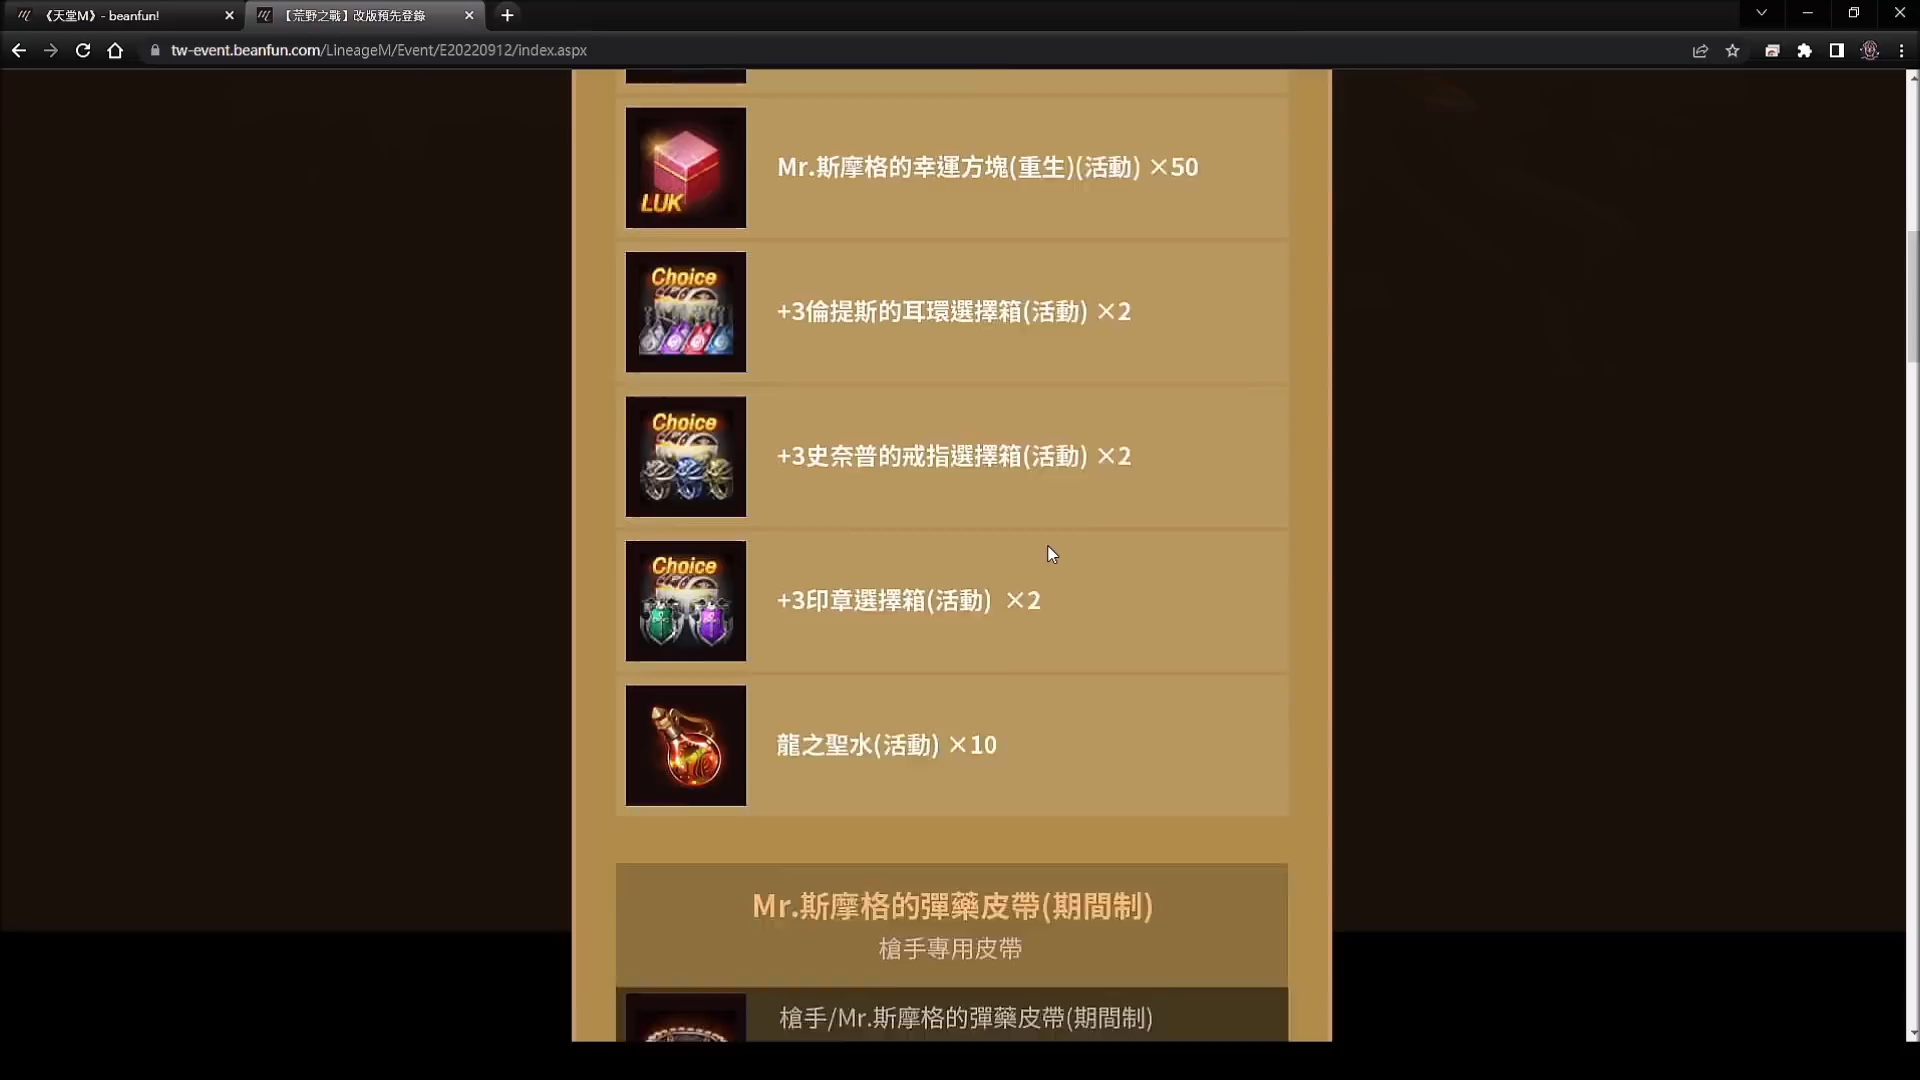 《天堂M》- beanfun!
【荒野之戰】改版預先登錄
tw-event.beanfun.com/LineageM/Event/E20220912/index.aspx
LUK
Mr.斯摩格的幸運方塊(重生)(活動) ×50
Choice
+3倫提斯的耳環選擇箱(活動) ×2
Choice
+3史奈普的戒指選擇箱(活動) ×2
Choice
+3印章選擇箱(活動) ×2
龍之聖水(活動) ×10
Mr.斯摩格的彈藥皮帶(期間制)
槍手專用皮帶
槍手/Mr.斯摩格的彈藥皮帶(期間制)